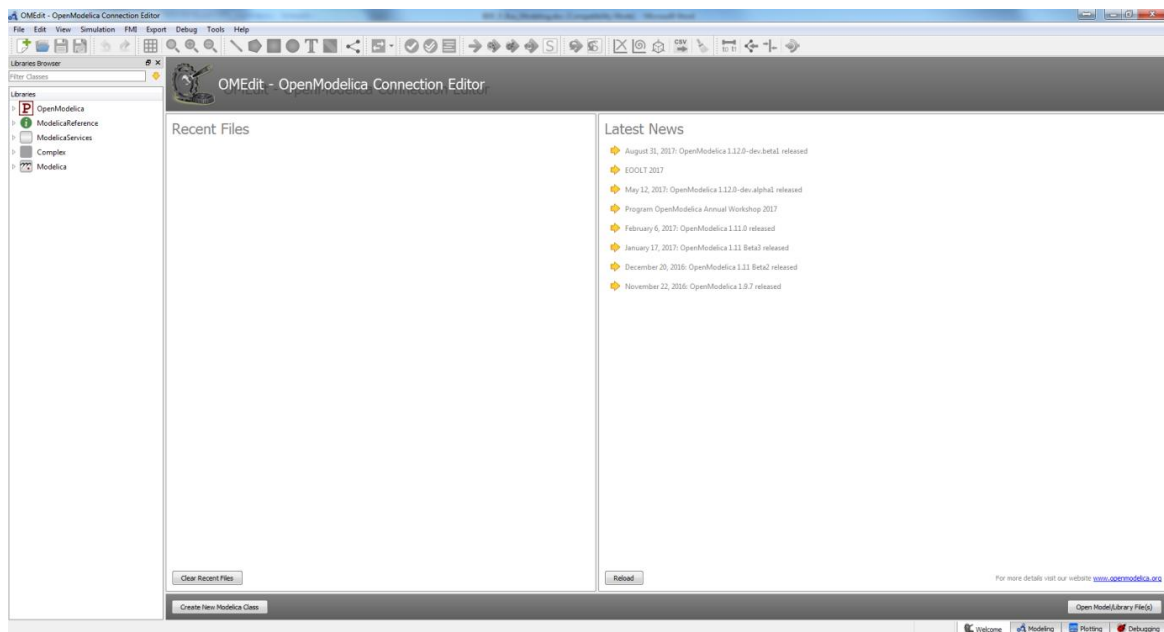 OMEdit - OpenModelica Connection Editor
File Edit View Simulation FMI Export Debug Tools Help
Libraries Browser
Filter Classes
Libraries
OpenModelica
ModelicaReference
ModelicaServices
Complex
Modelica
OMEdit - OpenModelica Connection Editor
Recent Files
Clear Recent Files
Latest News
August 31, 2017: OpenModelica 1.12.0-dev.beta1 released
EOOLT 2017
May 12, 2017: OpenModelica 1.12.0-dev.alpha1 released
Program OpenModelica Annual Workshop 2017
February 6, 2017: OpenModelica 1.11.0 released
January 17, 2017: OpenModelica 1.11 Beta3 released
December 20, 2016: OpenModelica 1.11 Beta2 released
November 22, 2016: OpenModelica 1.9.7 released
Reload
For more details visit our website www.openmodelica.org
Create New Modelica Class
Open Model/Library File(s)
Welcome Modeling Plotting Debugging